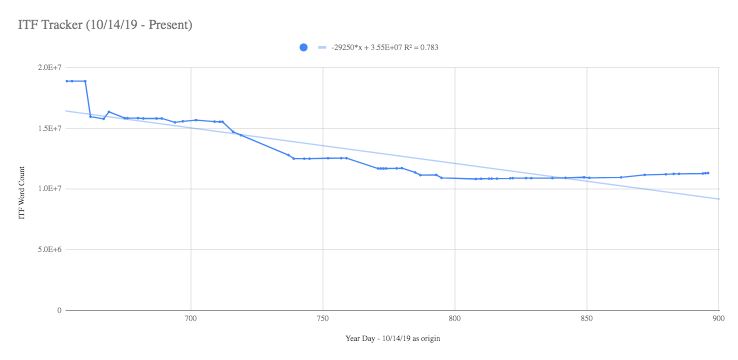 ITF Tracker (10/14/19 - Present)
-29250*x + 3.55E+07 R² = 0.783
2.0E+7
1.5E+7
1.0E+7
5.0E+6
0
ITF Word Count
700
750
800
850
900
Year Day - 10/14/19 as origin